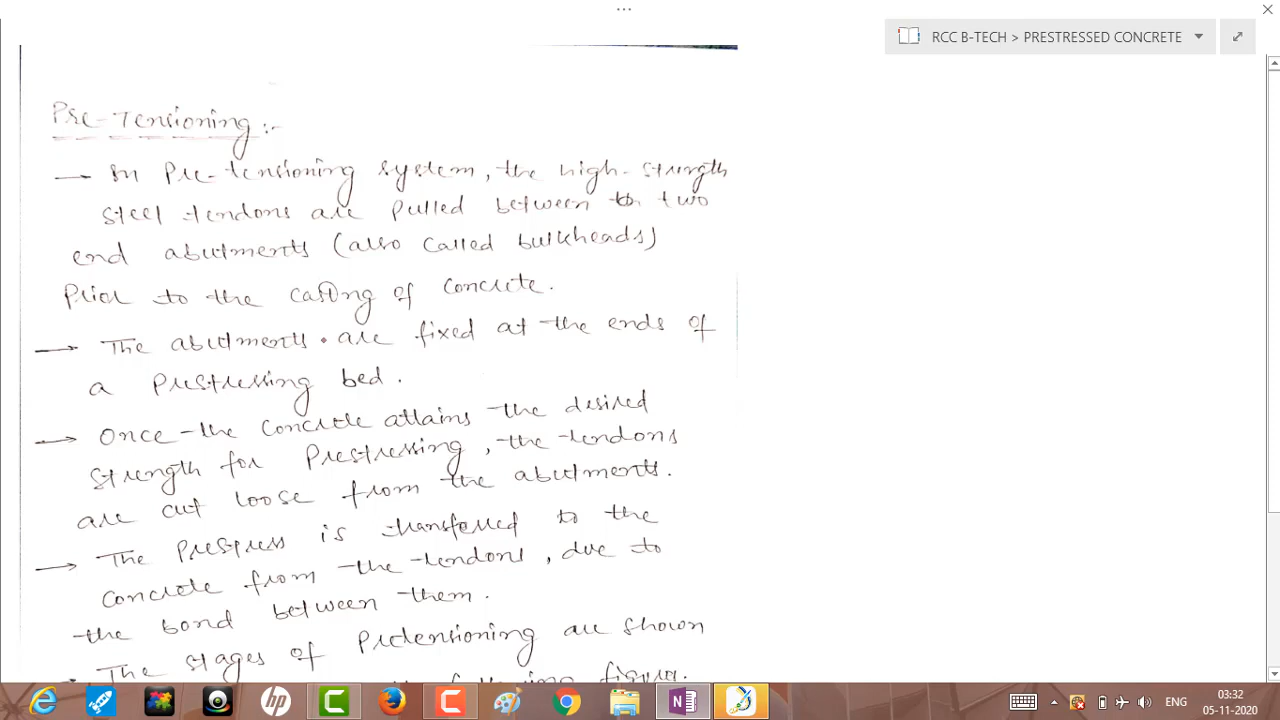 RCC B-TECH > PRESTRESSED CONCRETE
Pre-Tensioning :-
→ In Pre-tensioning system, the high-strength
steel tendons are pulled between two
end abutments (also called bulkheads)
Prior to the casting of concrete.
→ The abutments are fixed at the ends of
a prestressing bed.
→ Once the concrete attains the desired
strength for Prestressing, the tendons
are cut loose from the abutments.
→ The prestress is transferred to the
concrete from the tendons, due to
the bond between them.
The stages of Pretensioning are shown
following figure.
ENG
03:32
05-11-2020